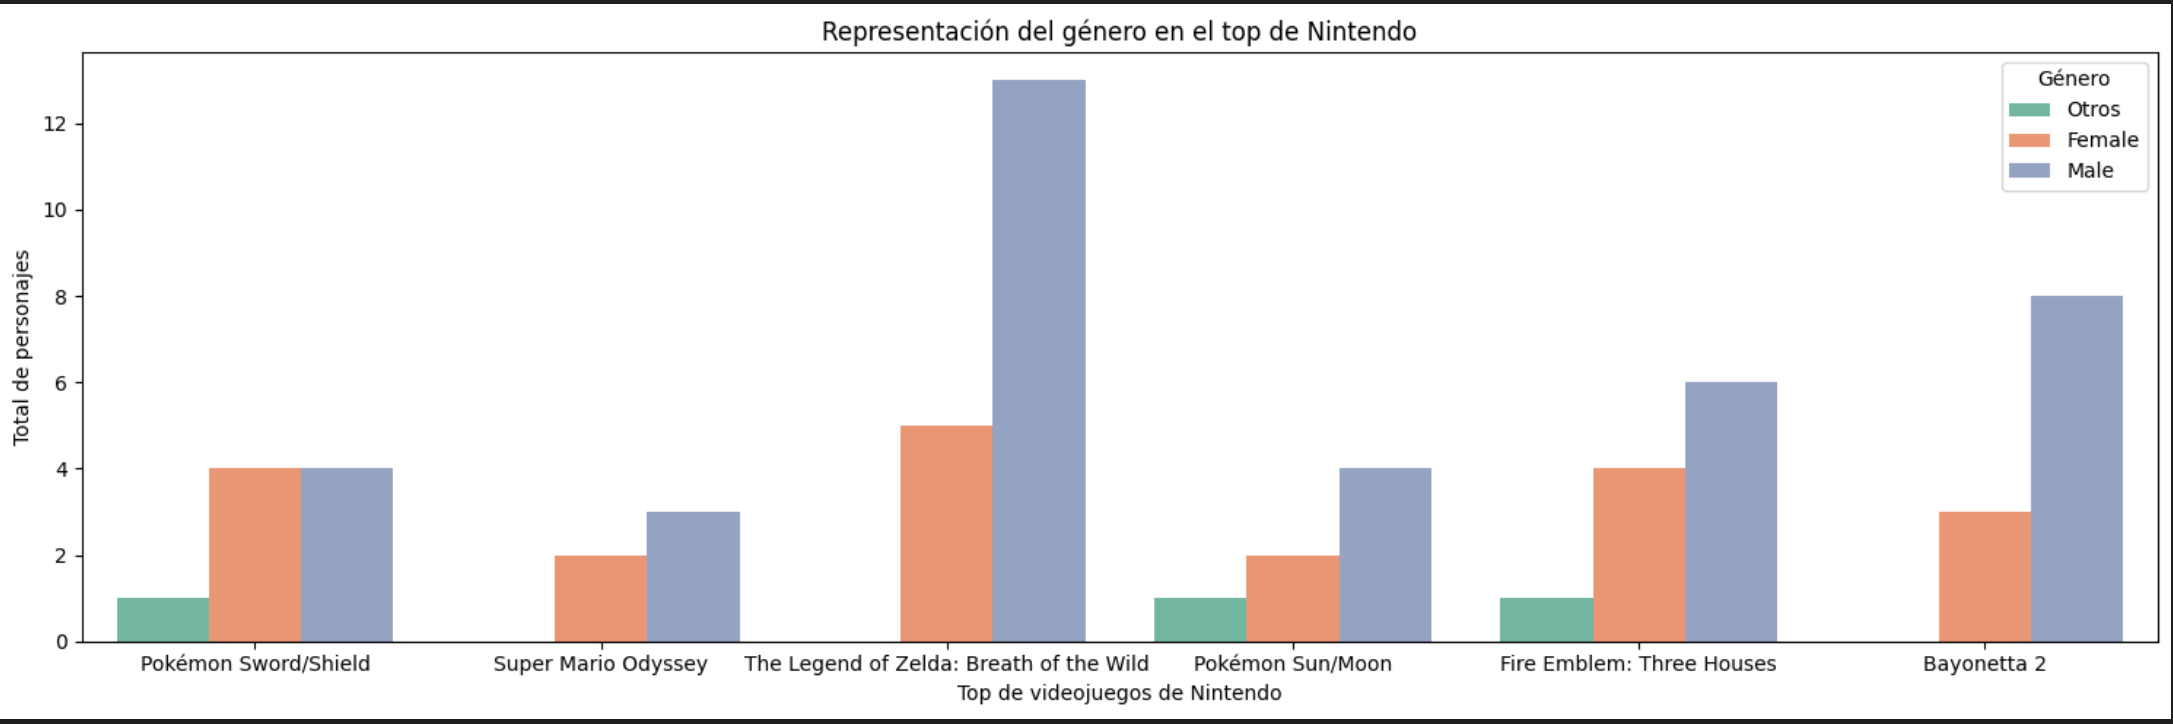 Representación del género en el top de Nintendo
Género
Otros
Female
Male
Total de personajes
12
10
8
6
4
2
0
Pokémon Sword/Shield
Super Mario Odyssey
The Legend of Zelda: Breath of the Wild
Pokémon Sun/Moon
Fire Emblem: Three Houses
Bayonetta 2
Top de videojuegos de Nintendo